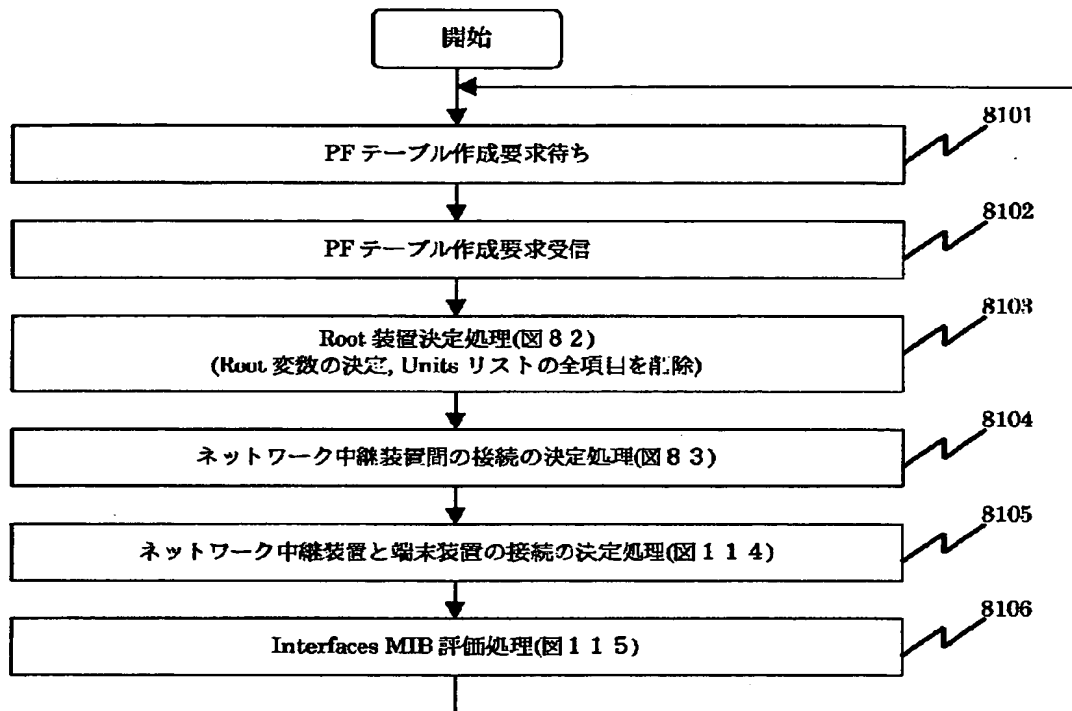 開始
8101
PF テーブル作成要求待ち
8102
PF テーブル作成要求受信
8103
Root 装置決定処理(図８２)
(Root 変数の決定, Units リストの全項目を削除)
8104
ネットワーク中継装置間の接続の決定処理(図８３)
8105
ネットワーク中継装置と端末装置の接続の決定処理(図１１４)
8106
Interfaces MIB 評価処理(図１１５)